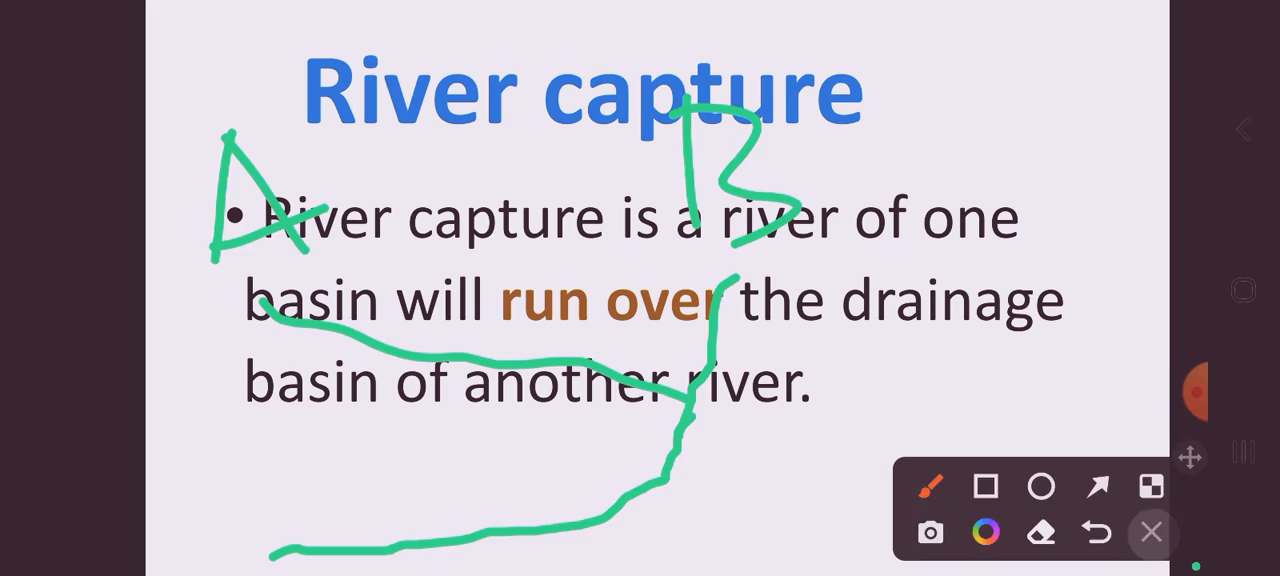 River capture
A B
• River capture is a river of one
basin will run over the drainage
basin of another river.